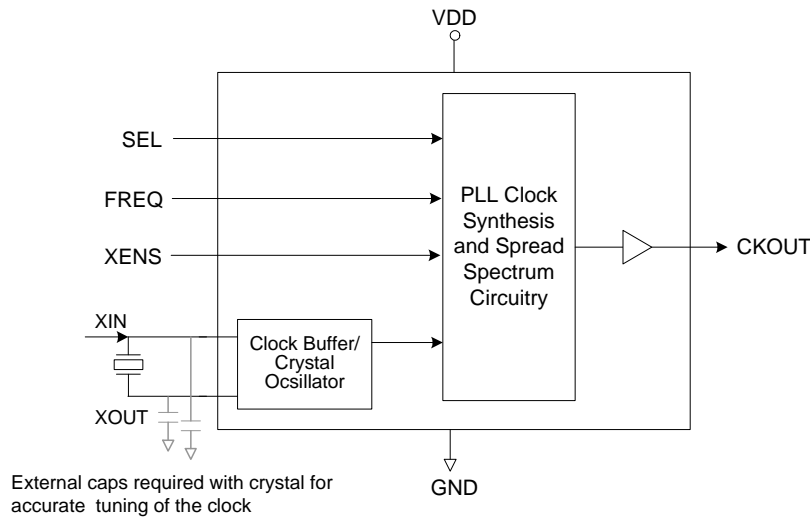 VDD
SEL
FREQ
XENS
PLL Clock
Synthesis
and Spread
Spectrum
Circuitry
CKOUT
XIN
Clock Buffer/
Crystal
Ocsillator
XOUT
GND
External caps required with crystal for
accurate tuning of the clock